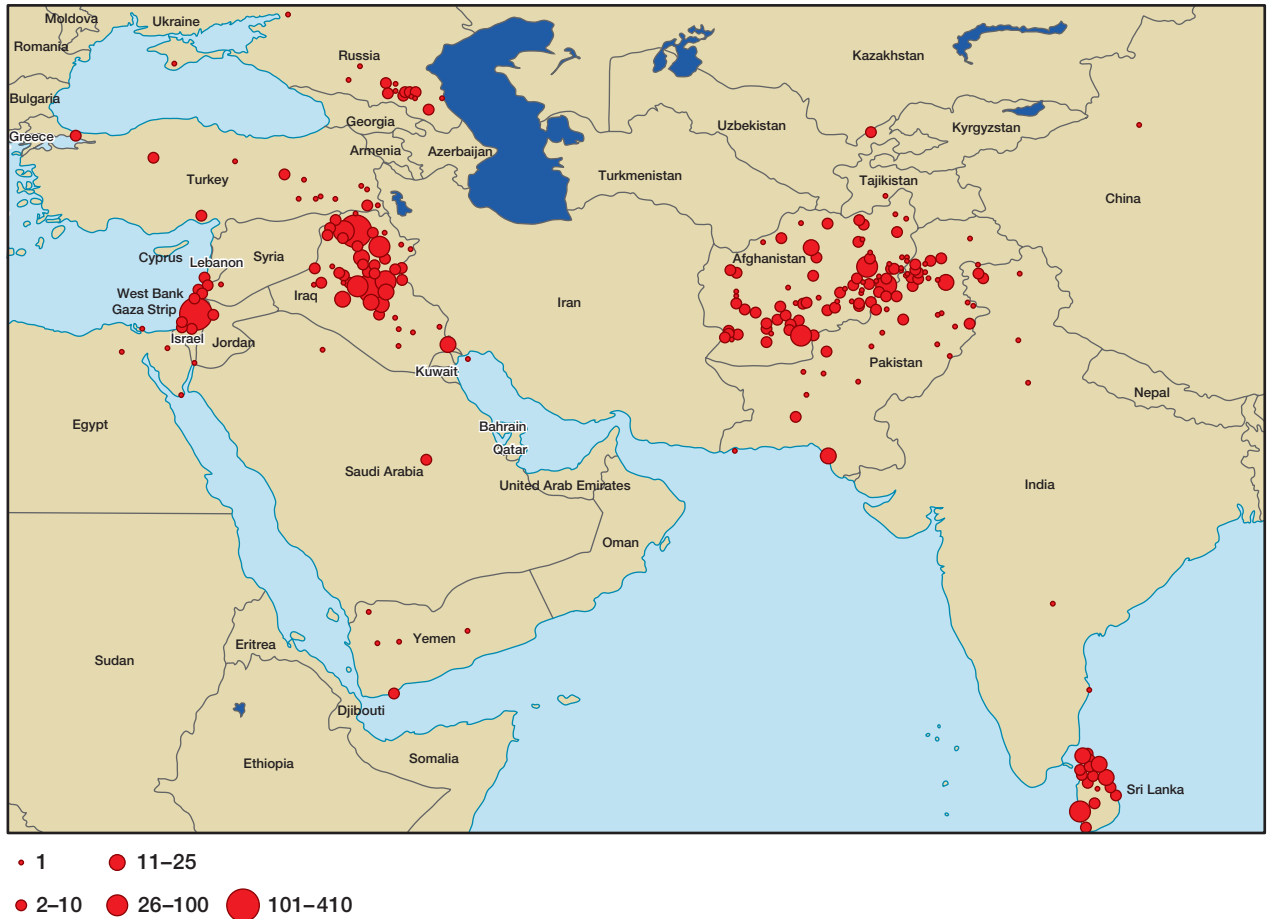 Moldova
Ukraine
Romania
Russia
Kazakhstan
Bulgaria
Georgia
Uzbekistan
Kyrgyzstan
Greece
Armenia
Azerbaijan
Turkey
Turkmenistan
Tajikistan
China
Cyprus
Lebanon
Syria
Afghanistan
West Bank
Gaza Strip
Iraq
Iran
Israel
Jordan
Kuwait
Pakistan
Nepal
Egypt
Bahrain
Qatar
Saudi Arabia
United Arab Emirates
India
Oman
Sudan
Eritrea
Yemen
Djibouti
Ethiopia
Somalia
Sri Lanka
1
11–25
2–10
26–100
101–410